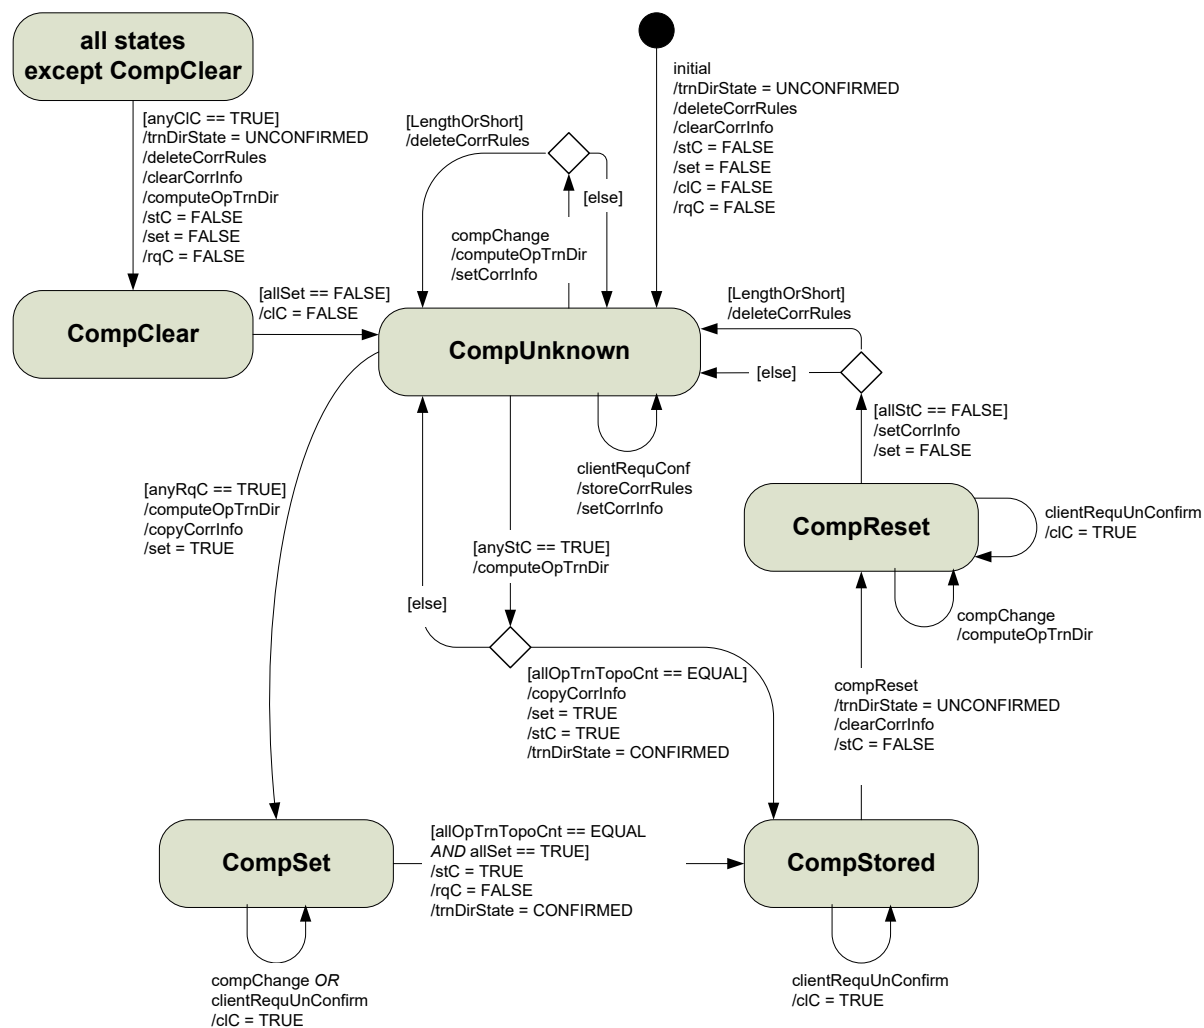 all states
except CompClear
[anyClC == TRUE]
/trnDirState = UNCONFIRMED
/deleteCorrRules
/clearCorrInfo
/computeOpTrnDir
/stC = FALSE
/set = FALSE
/rqC = FALSE
initial
/trnDirState = UNCONFIRMED
/deleteCorrRules
/clearCorrInfo
/stC = FALSE
/set = FALSE
/clC = FALSE
/rqC = FALSE
[LengthOrShort]
/deleteCorrRules
[else]
compChange
/computeOpTrnDir
/setCorrInfo
CompClear
[allSet == FALSE]
/clC = FALSE
CompUnknown
[LengthOrShort]
/deleteCorrRules
[else]
[allStC == FALSE]
/setCorrInfo
/set = FALSE
clientRequConf
/storeCorrRules
/setCorrInfo
[anyRqC == TRUE]
/computeOpTrnDir
/copyCorrInfo
/set = TRUE
[anyStC == TRUE]
/computeOpTrnDir
[else]
CompReset
clientRequUnConfirm
/clC = TRUE
compChange
/computeOpTrnDir
[allOpTrnTopoCnt == EQUAL]
/copyCorrInfo
/set = TRUE
/stC = TRUE
/trnDirState = CONFIRMED
compReset
/trnDirState = UNCONFIRMED
/clearCorrInfo
/stC = FALSE
CompSet
[allOpTrnTopoCnt == EQUAL
AND allSet == TRUE]
/stC = TRUE
/rqC = FALSE
/trnDirState = CONFIRMED
CompStored
compChange OR
clientRequUnConfirm
/clC = TRUE
clientRequUnConfirm
/clC = TRUE